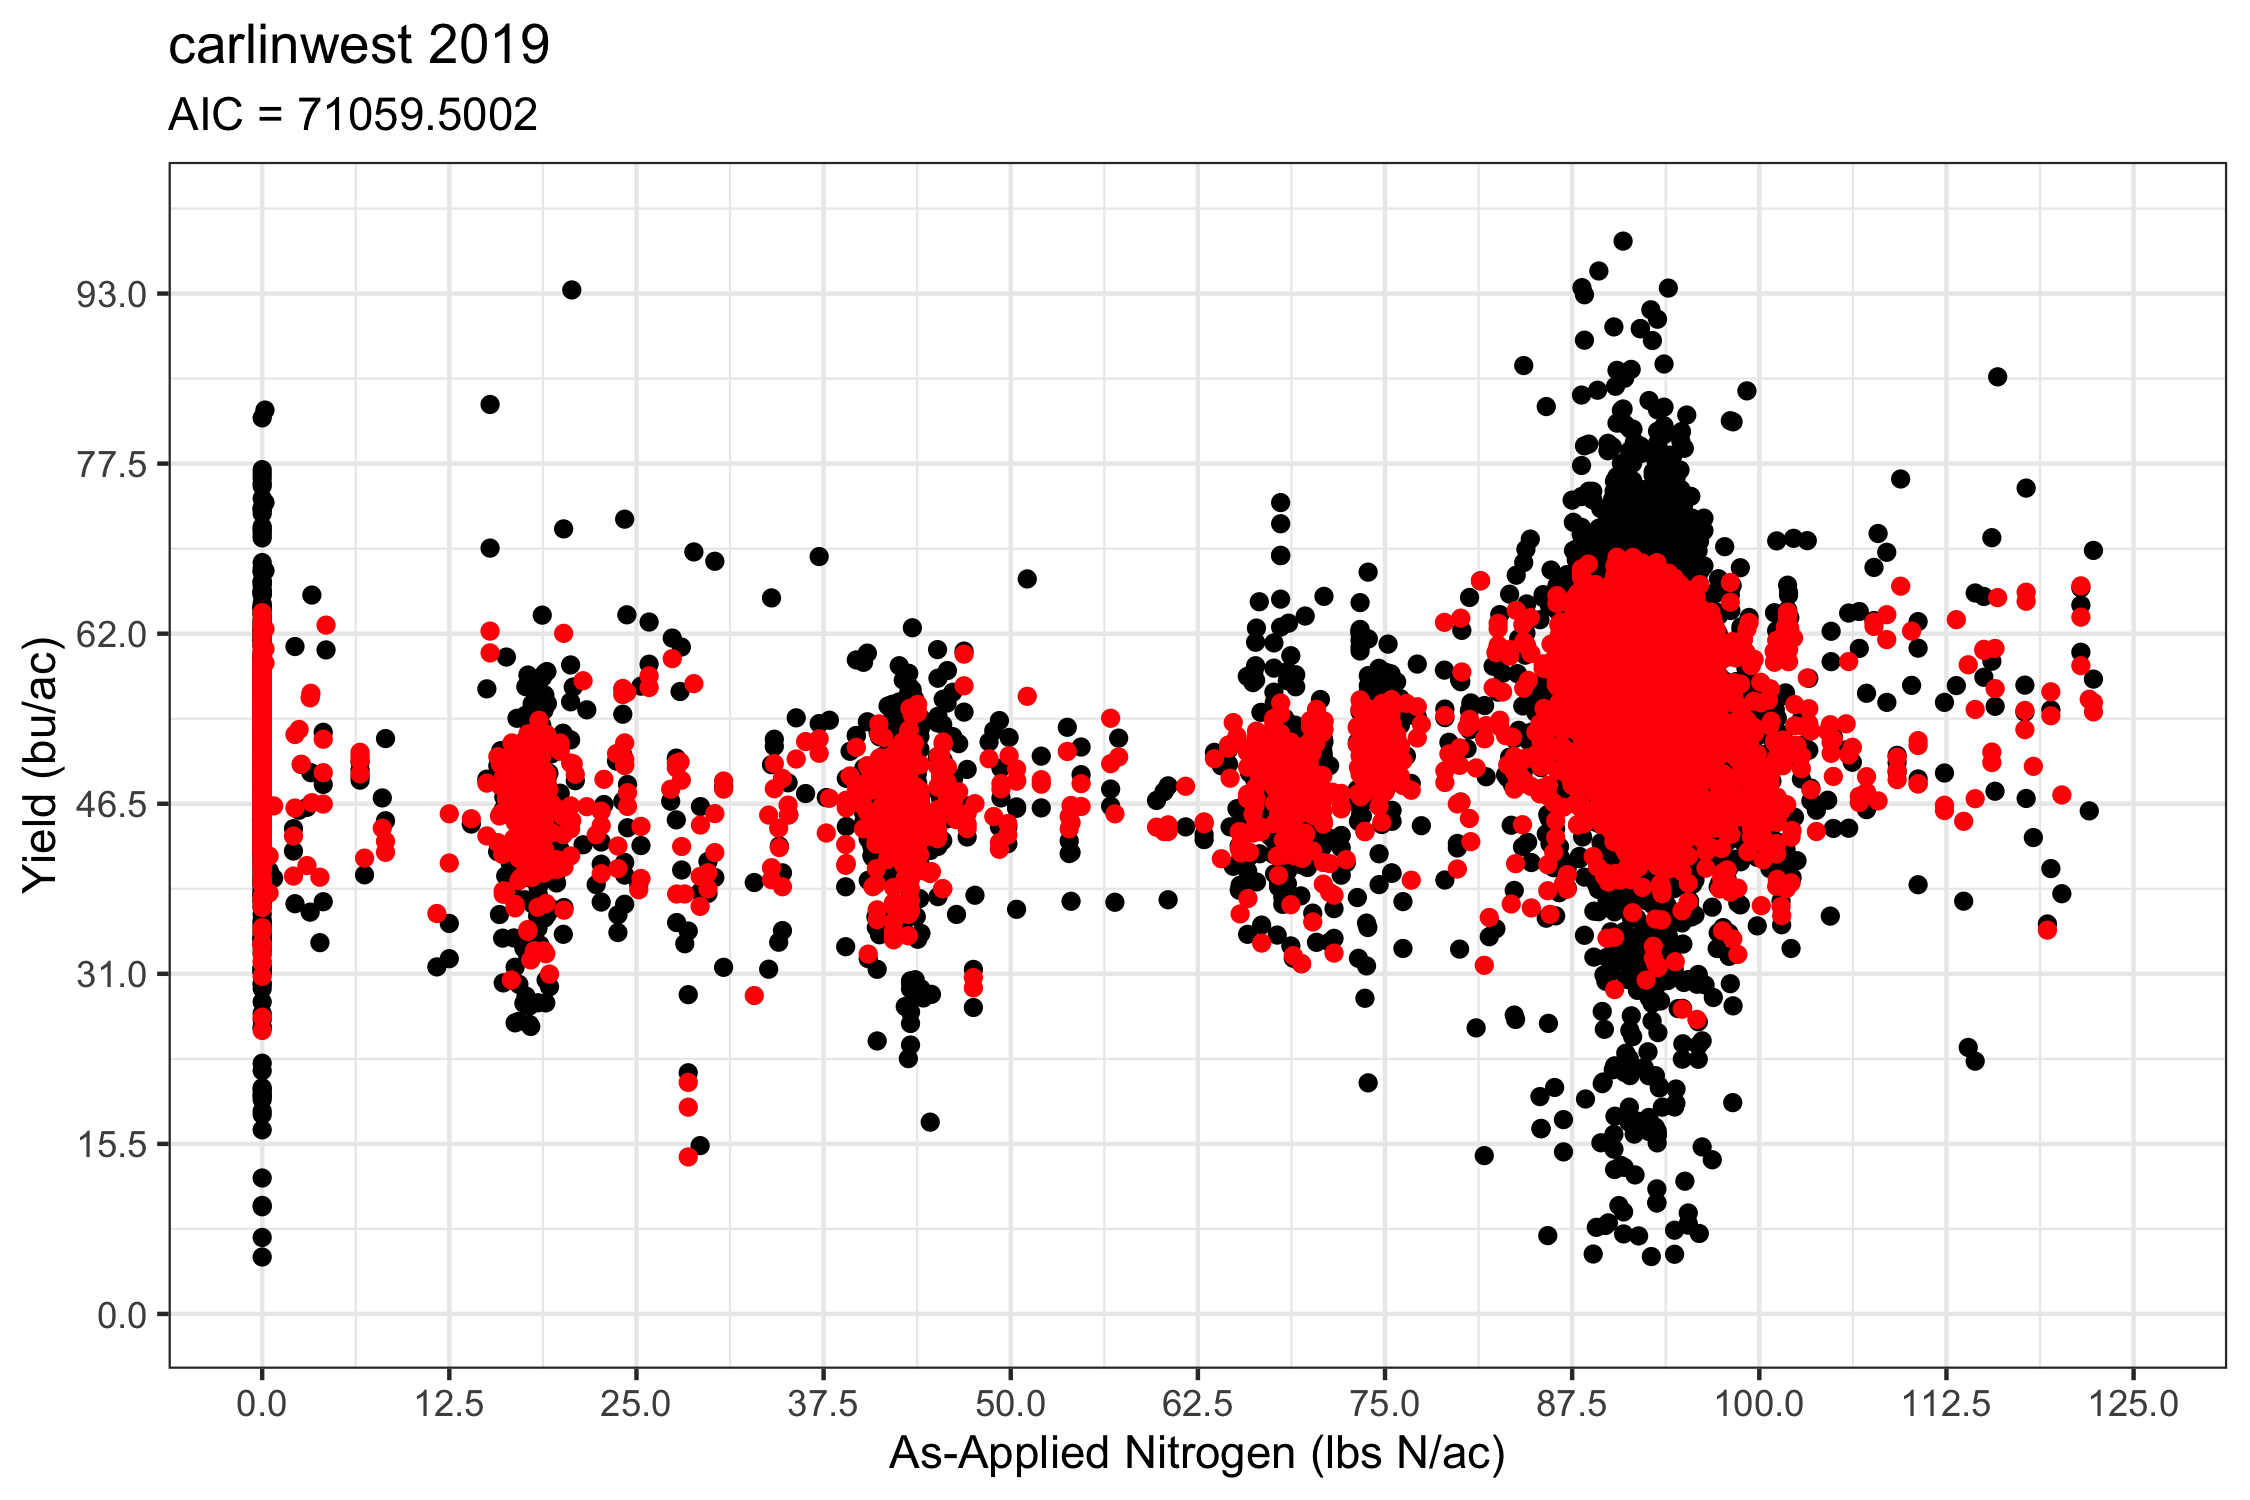 carlinwest 2019
AIC = 71059.5002
Yield (bu/ac)
93.0
77.5
62.0
46.5
31.0
15.5
0.0
0.0 12.5 25.0 37.5 50.0 62.5 75.0 87.5 100.0 112.5 125.0
As-Applied Nitrogen (lbs N/ac)